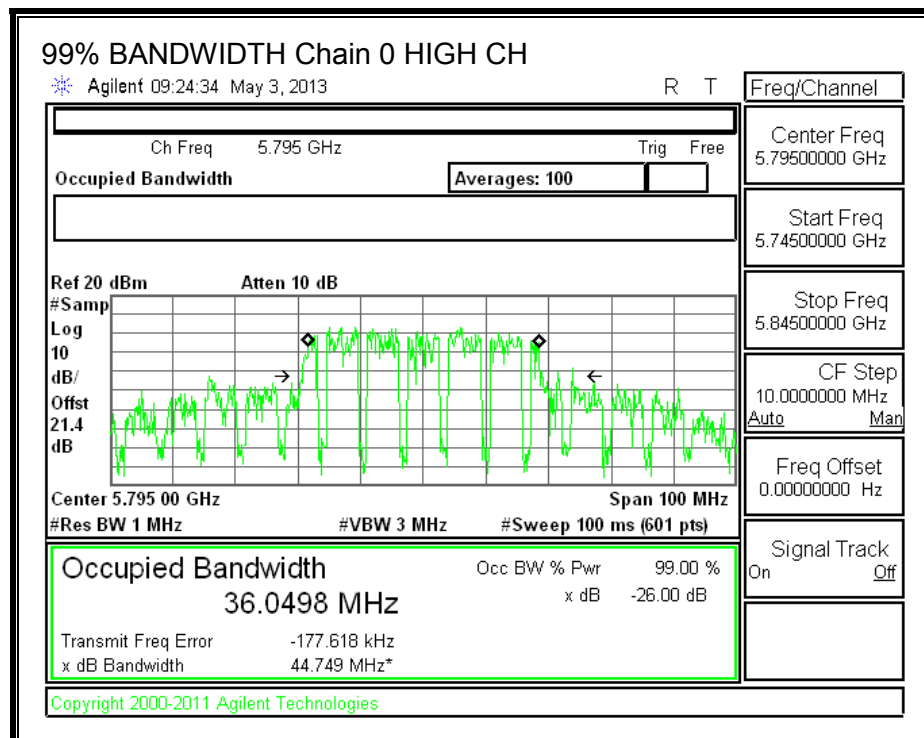 99% BANDWIDTH Chain 0 HIGH CH
Agilent 09:24:34 May 3, 2013 R T
Freq/Channel
Ch Freq 5.795 GHz Trig Free
Occupied Bandwidth Averages: 100
Center Freq
5.79500000 GHz
Start Freq
5.74500000 GHz
Stop Freq
5.84500000 GHz
CF Step
10.0000000 MHz
Auto Man
Freq Offset
0.00000000 Hz
Signal Track
On Off
Ref 20 dBm Atten 10 dB
#Samp
Log
10
dB/
Offst
21.4
dB
Center 5.795 00 GHz Span 100 MHz
#Res BW 1 MHz #VBW 3 MHz #Sweep 100 ms (601 pts)
Occupied Bandwidth Occ BW % Pwr 99.00 %
36.0498 MHz x dB -26.00 dB
Transmit Freq Error -177.618 kHz
x dB Bandwidth 44.749 MHz*
Copyright 2000-2011 Agilent Technologies